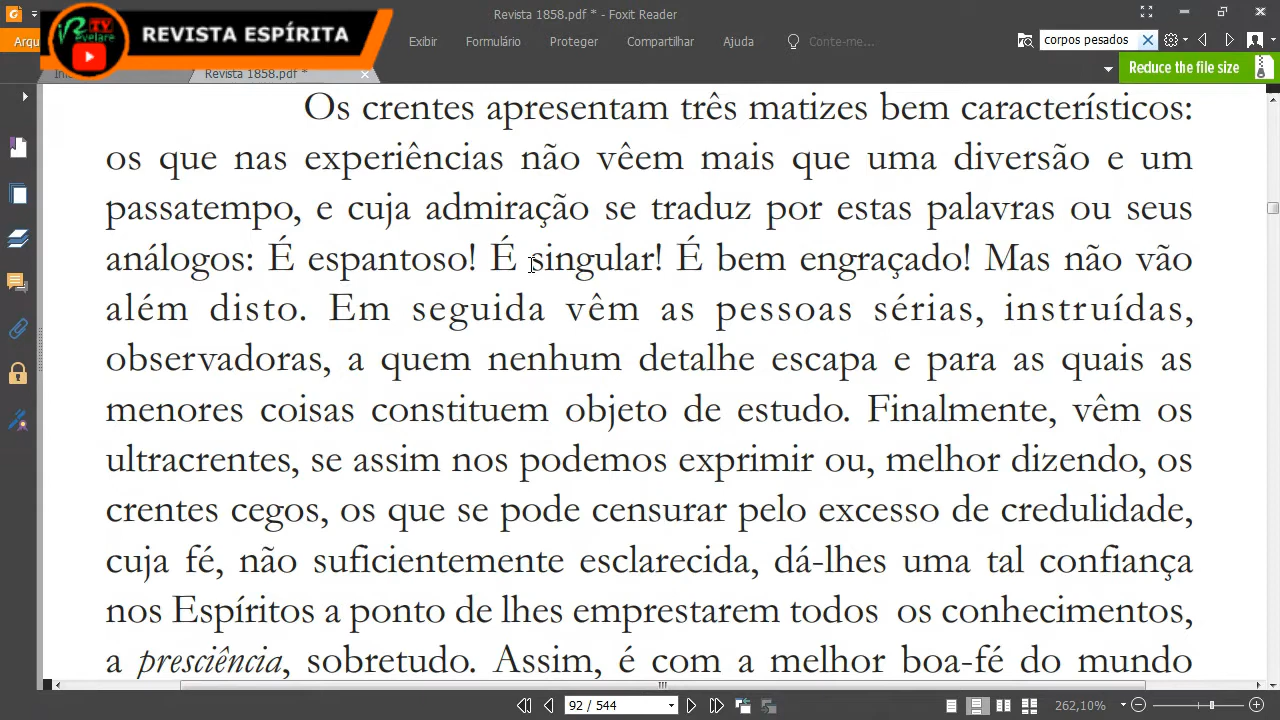 Revista 1858.pdf * - Foxit Reader
REVISTA ESPÍRITA
TV
Revelare
Arqu
Exibir
Formulário
Proteger
Compartilhar
Ajuda
Conte-me...
corpos pesados
Revista 1858.pdf *
Reduce the file size
Os crentes apresentam três matizes bem característicos:
os que nas experiências não vêem mais que uma diversão e um
passatempo, e cuja admiração se traduz por estas palavras ou seus
análogos: É espantoso! É singular! É bem engraçado! Mas não vão
além disto. Em seguida vêm as pessoas sérias, instruídas,
observadoras, a quem nenhum detalhe escapa e para as quais as
menores coisas constituem objeto de estudo. Finalmente, vêm os
ultracrentes, se assim nos podemos exprimir ou, melhor dizendo, os
crentes cegos, os que se pode censurar pelo excesso de credulidade,
cuja fé, não suficientemente esclarecida, dá-lhes uma tal confiança
nos Espíritos a ponto de lhes emprestarem todos os conhecimentos,
a presciência, sobretudo. Assim, é com a melhor boa-fé do mundo
92 / 544
262,10%